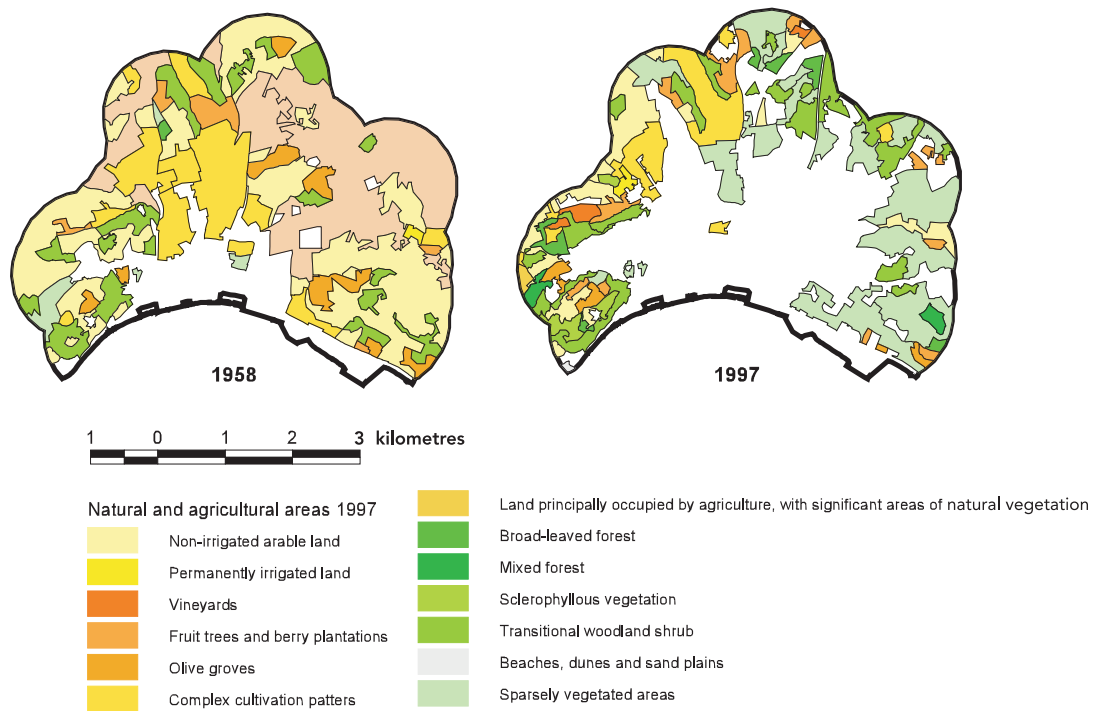 1958
1997
1 0 1 2 3 kilometres
Natural and agricultural areas 1997
Non-irrigated arable land
Permanently irrigated land
Vineyards
Fruit trees and berry plantations
Olive groves
Complex cultivation patters
Land principally occupied by agriculture, with significant areas of natural vegetation
Broad-leaved forest
Mixed forest
Sclerophyllous vegetation
Transitional woodland shrub
Beaches, dunes and sand plains
Sparsely vegetated areas